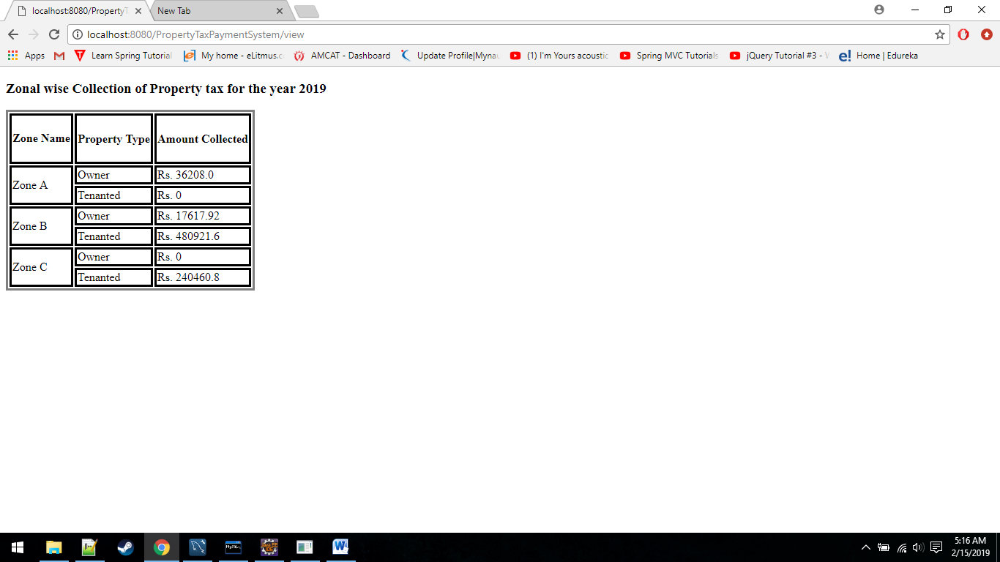 localhost:8080/PropertyT
New Tab
localhost:8080/PropertyTaxPaymentSystem/view
Apps
Learn Spring Tutorial
My home - eLitmus.c
AMCAT - Dashboard
Update Profile|Myna
(1) I'm Yours acoustic
Spring MVC Tutorials
jQuery Tutorial #3 -
e! Home | Edureka
Zonal wise Collection of Property tax for the year 2019
Zone Name Property Type Amount Collected
Zone A Owner Rs. 36208.0
Tenanted Rs. 0
Zone B Owner Rs. 17617.92
Tenanted Rs. 480921.6
Zone C Owner Rs. 0
Tenanted Rs. 240460.8
5:16 AM
2/15/2019